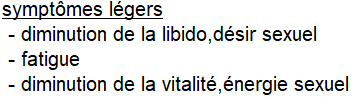 symptômes légers
- diminution de la libido,désir sexuel
- fatigue
- diminution de la vitalité,énergie sexuel